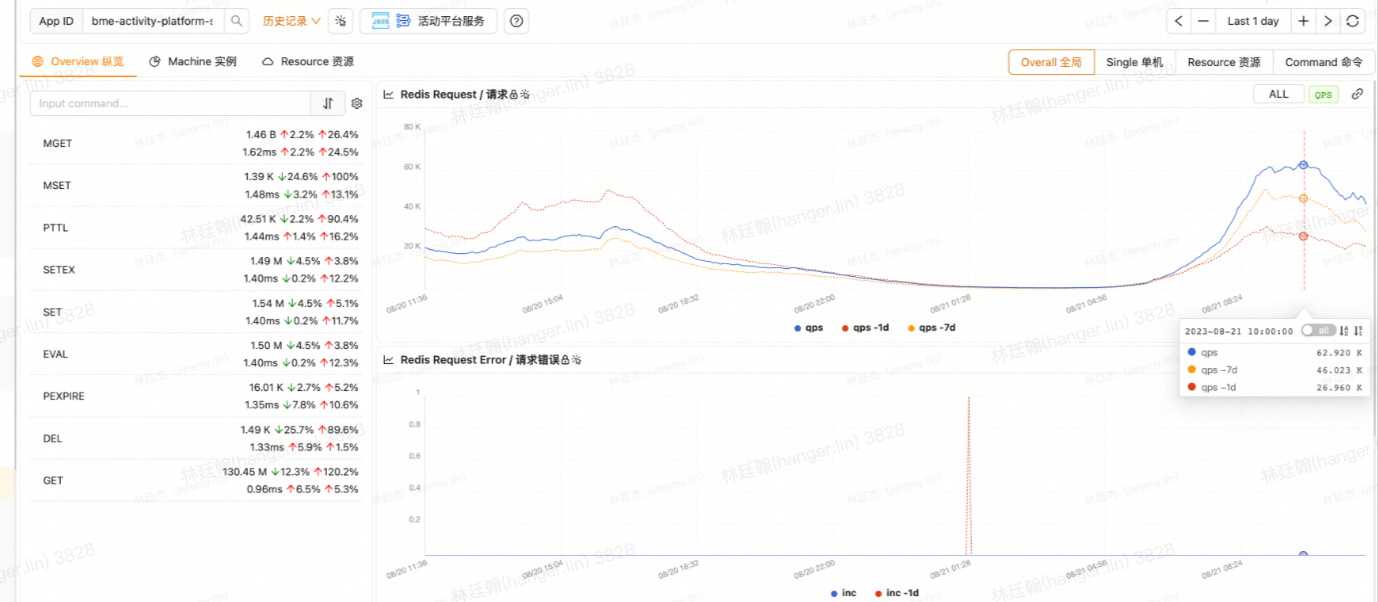 App ID bme-activity-platform-s 历史记录 JSON 活动平台服务 Last 1 day
Overview 纵览 Machine 实例 Resource 资源 Overall 全局 Single 单机 Resource 资源 Command 命令
Input command...
MGET
1.46 B ↑2.2% ↑26.4%
1.62ms ↑2.2% ↑24.5%
MSET
1.39 K ↓24.6% ↑100%
1.48ms ↓3.2% ↑13.1%
PTTL
42.51 K ↓2.2% ↑90.4%
1.44ms ↑1.4% ↑16.2%
SETEX
1.49 M ↓4.5% ↑3.8%
1.40ms ↓0.2% ↑12.2%
SET
1.54 M ↓4.5% ↑5.1%
1.40ms ↓0.2% ↑11.7%
EVAL
1.50 M ↓4.5% ↑3.8%
1.40ms ↓0.2% ↑12.3%
PEXPIRE
16.01 K ↓2.7% ↑5.2%
1.35ms ↓7.8% ↑10.6%
DEL
1.49 K ↓25.7% ↑89.6%
1.33ms ↑5.9% ↑1.5%
GET
130.45 M ↓12.3% ↑120.2%
0.96ms ↑6.5% ↑5.3%
Redis Request / 请求 ALL QPS
80 K
60 K
40 K
20 K
08/20 11:36 08/20 15:04 08/20 18:32 08/20 22:00 08/21 01:28 08/21 04:56 08/21 08:24
qps qps -1d qps -7d
2023-08-21 10:00:00 all
qps 62.920 K
qps -7d 46.023 K
qps -1d 26.960 K
Redis Request Error / 请求错误
1
0.8
0.6
0.4
0.2
08/20 11:36 08/20 15:04 08/20 18:32 08/20 22:00 08/21 01:28 08/21 04:56 08/21 08:24
inc inc -1d
林廷翰(hanger.lin) 3828
林廷杰 (jeremy.lin)